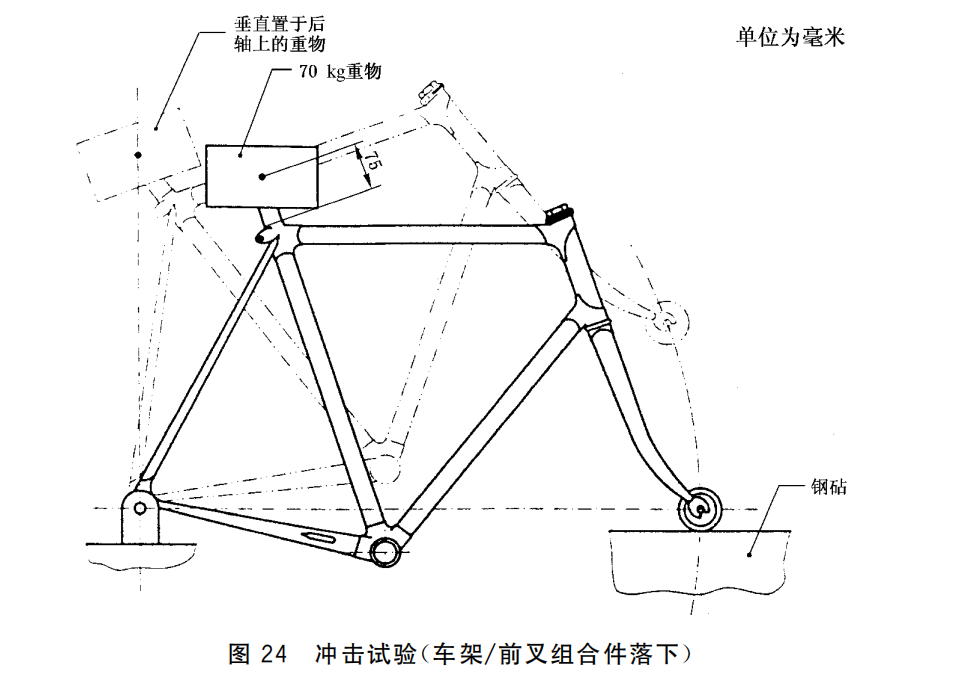 垂直置于后
轴上的重物
单位为毫米
70 kg重物
75
钢砧
图 24 冲击试验(车架/前叉组合件落下)